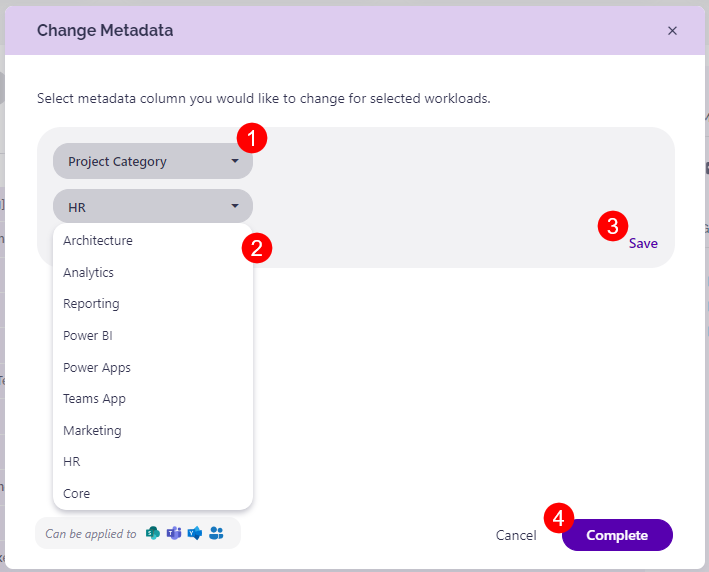 Change Metadata
Select metadata column you would like to change for selected workloads.
1
Project Category
HR
2
3
Save
Architecture
Analytics
Reporting
Power BI
Power Apps
Teams App
Marketing
HR
Core
Can be applied to
Cancel
4
Complete